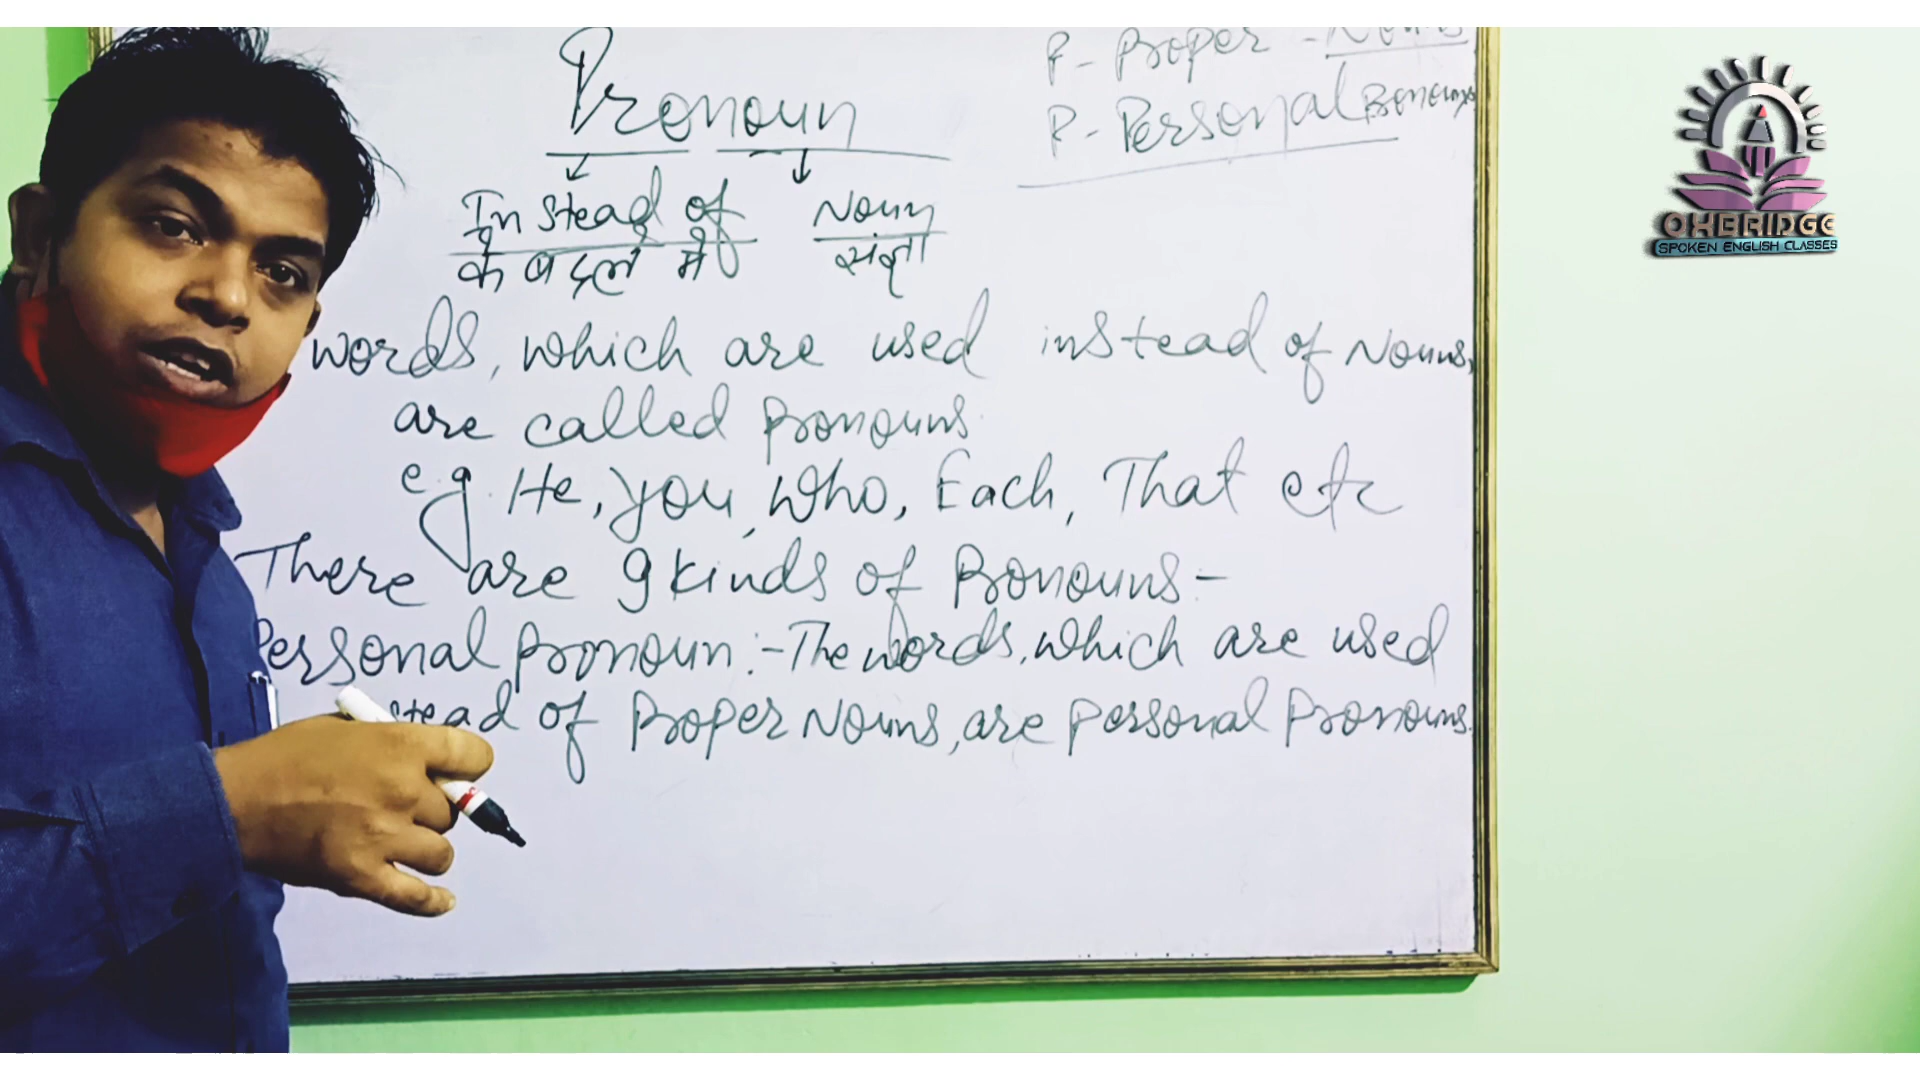 Pronoun
P- Proper - Nouns
P- Personal Pronouns
Instead of Noun
के बदले में संज्ञा
words, which are used instead of Nouns,
are called pronouns.
e.g. He, you, Who, Each, That etc
There are 9 kinds of Pronouns:-
Personal pronoun:- The words, which are used
stead of Proper Nouns, are Personal Pronouns.
OXBRIDGE
SPOKEN ENGLISH CLASSES